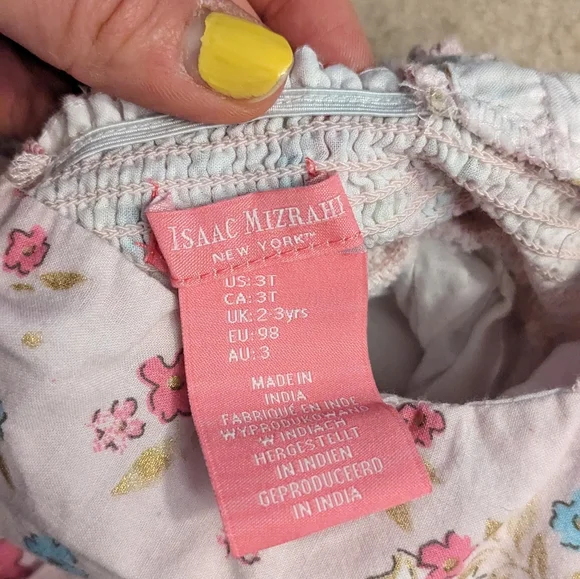 ISAAC MIZRAHI
NEW YORK™
US: 3T
CA: 3T
UK: 2-3yrs
EU: 98
AU: 3
MADE IN
INDIA
FABRIQUÉ EN INDE
WYPRODUKOWANO
W INDIACH
HERGESTELLT
IN INDIEN
GEPRODUCEERD
IN INDIA